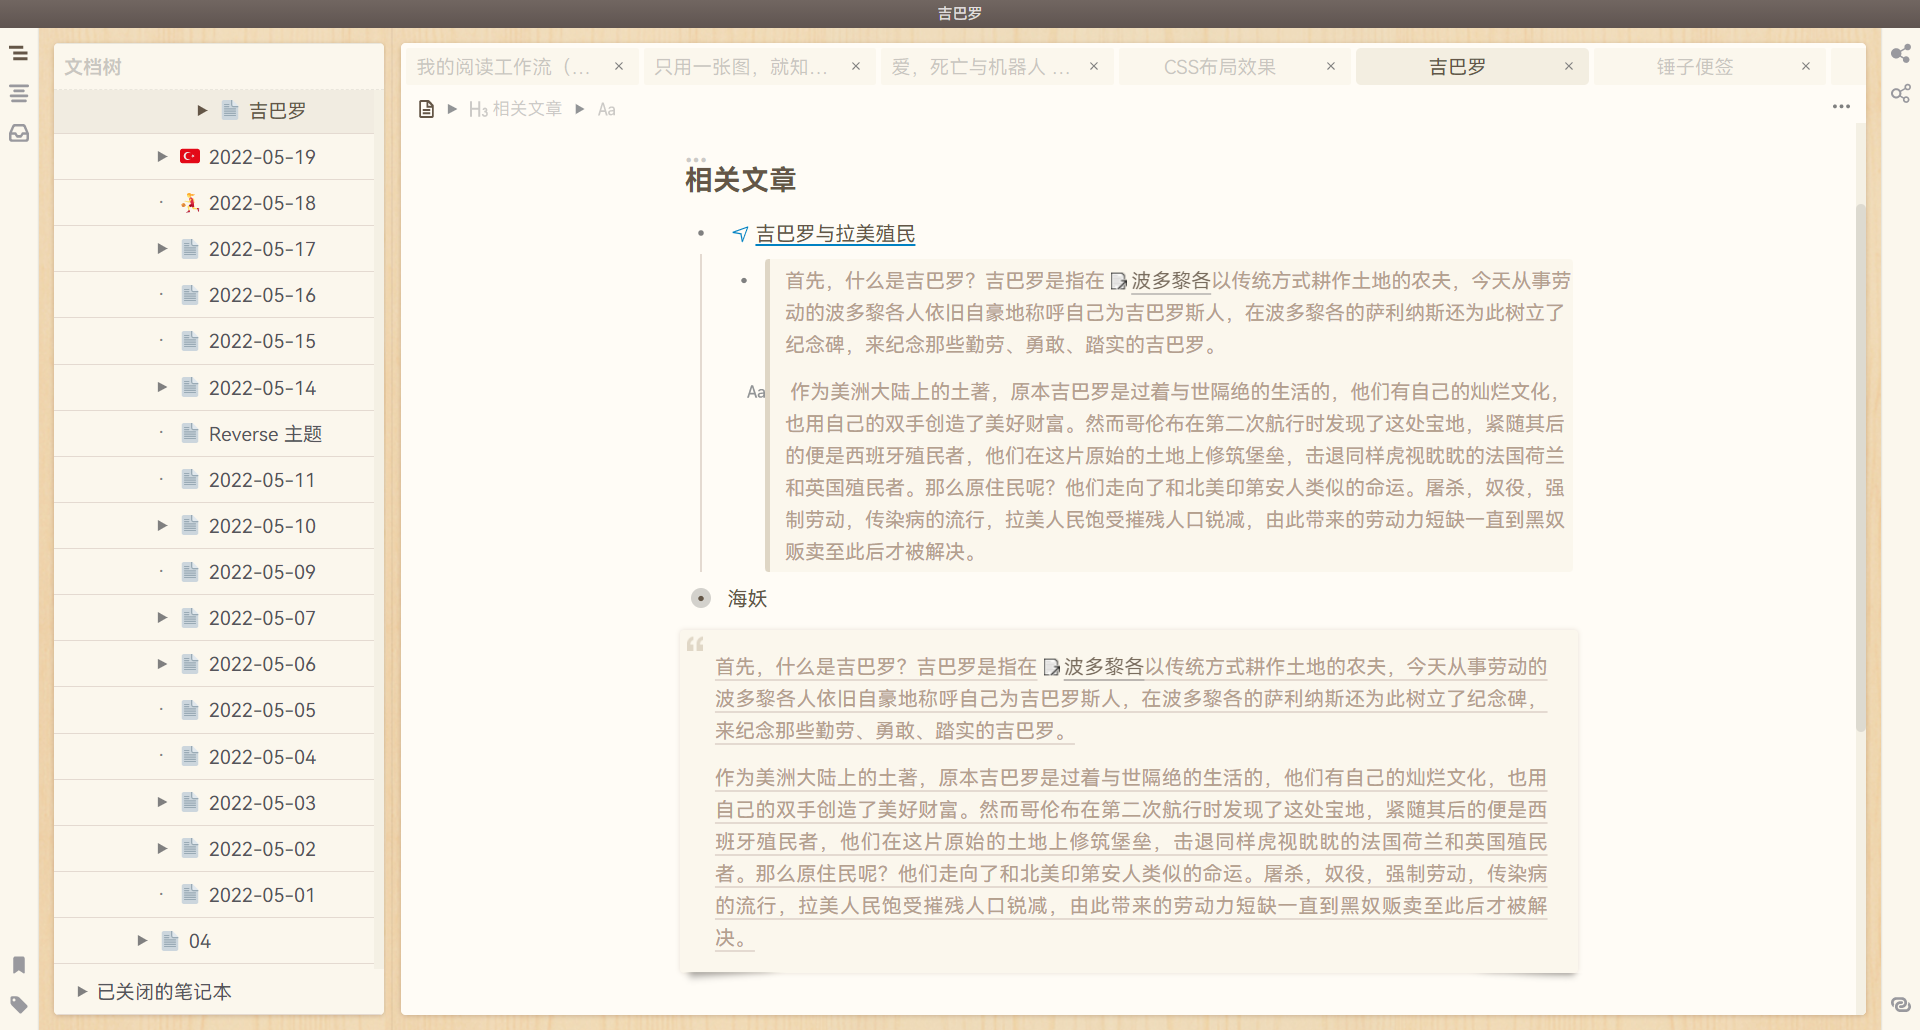 吉巴罗
文档树
吉巴罗
2022-05-19
2022-05-18
2022-05-17
2022-05-16
2022-05-15
2022-05-14
Reverse 主题
2022-05-11
2022-05-10
2022-05-09
2022-05-07
2022-05-06
2022-05-05
2022-05-04
2022-05-03
2022-05-02
2022-05-01
04
已关闭的笔记本
我的阅读工作流（...
只用一张图，就知...
爱，死亡与机器人 ...
CSS布局效果
吉巴罗
锤子便签
H3 相关文章
Aa
相关文章
吉巴罗与拉美殖民
首先，什么是吉巴罗？吉巴罗是指在 波多黎各以传统方式耕作土地的农夫，今天从事劳
动的波多黎各人依旧自豪地称呼自己为吉巴罗斯人，在波多黎各的萨利纳斯还为此树立了
纪念碑，来纪念那些勤劳、勇敢、踏实的吉巴罗。
Aa
作为美洲大陆上的土著，原本吉巴罗是过着与世隔绝的生活的，他们有自己的灿烂文化，
也用自己的双手创造了美好财富。然而哥伦布在第二次航行时发现了这处宝地，紧随其后
的便是西班牙殖民者，他们在这片原始的土地上修筑堡垒，击退同样虎视眈眈的法国荷兰
和英国殖民者。那么原住民呢？他们走向了和北美印第安人类似的命运。屠杀，奴役，强
制劳动，传染病的流行，拉美人民饱受摧残人口锐减，由此带来的劳动力短缺一直到黑奴
贩卖至此后才被解决。
海妖
首先，什么是吉巴罗？吉巴罗是指在 波多黎各以传统方式耕作土地的农夫，今天从事劳动的
波多黎各人依旧自豪地称呼自己为吉巴罗斯人，在波多黎各的萨利纳斯还为此树立了纪念碑，
来纪念那些勤劳、勇敢、踏实的吉巴罗。
作为美洲大陆上的土著，原本吉巴罗是过着与世隔绝的生活的，他们有自己的灿烂文化，也用
自己的双手创造了美好财富。然而哥伦布在第二次航行时发现了这处宝地，紧随其后的便是西
班牙殖民者，他们在这片原始的土地上修筑堡垒，击退同样虎视眈眈的法国荷兰和英国殖民
者。那么原住民呢？他们走向了和北美印第安人类似的命运。屠杀，奴役，强制劳动，传染病
的流行，拉美人民饱受摧残人口锐减，由此带来的劳动力短缺一直到黑奴贩卖至此后才被解
决。